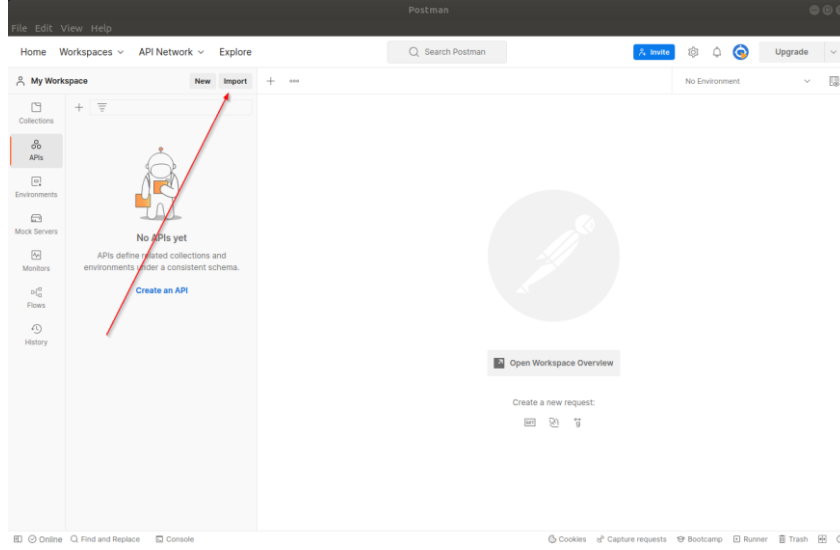 Postman
File Edit View Help
Home Workspaces API Network Explore Search Postman Invite Upgrade
My Workspace New Import No Environment
Collections
APIs
Environments
Mock Servers
Monitors
Flows
History
No APIs yet
APIs define related collections and
environments under a consistent schema.
Create an API
Open Workspace Overview
Create a new request:
Online Find and Replace Console Cookies Capture requests Bootcamp Runner Trash